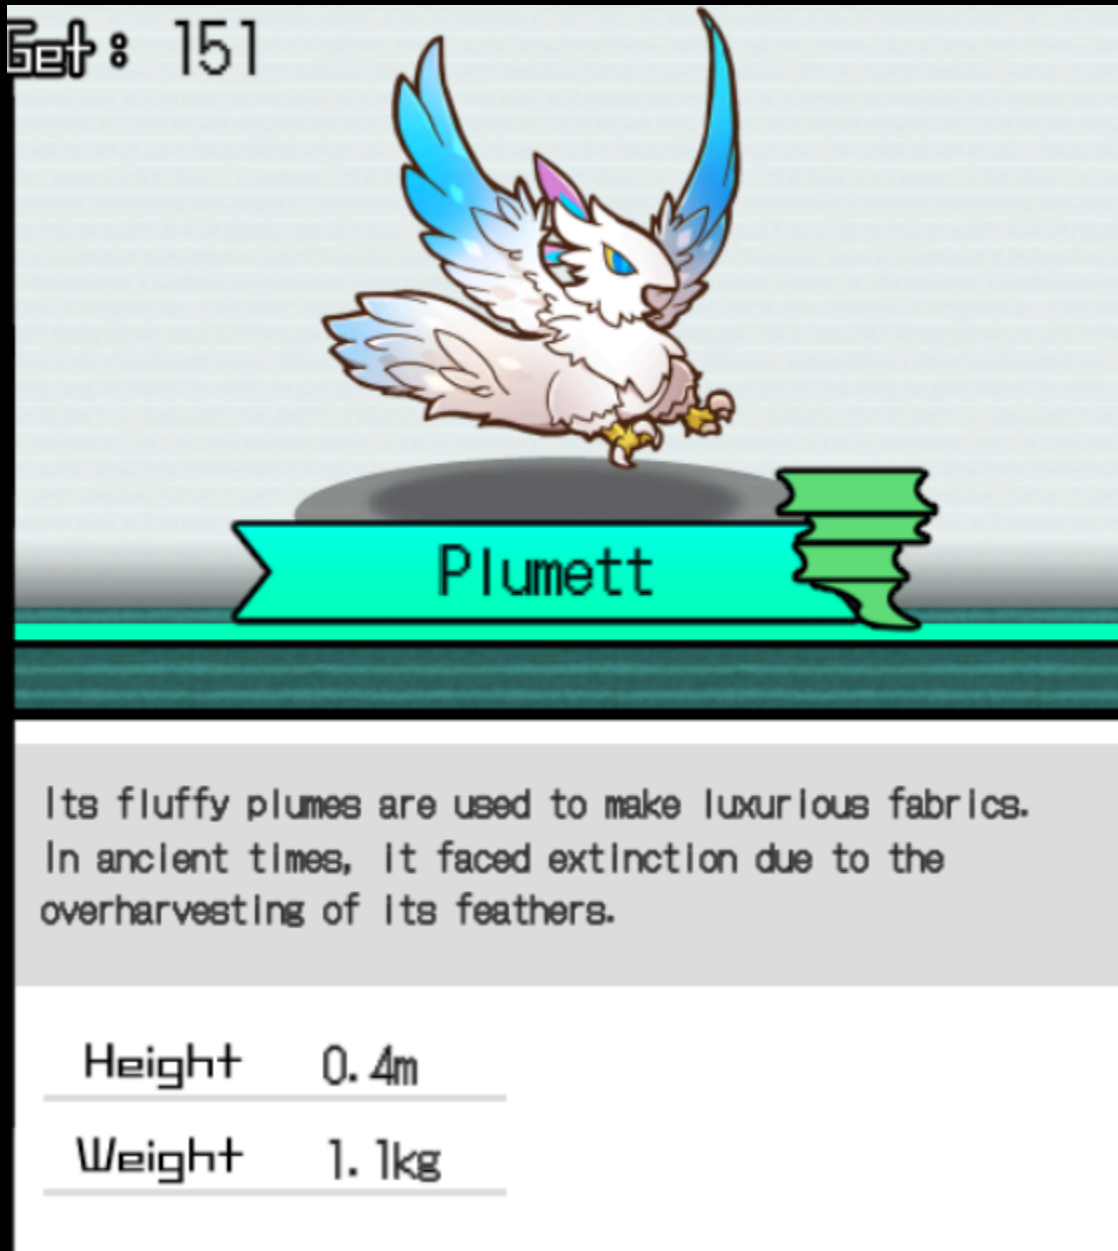 Get: 151
Plumett
Its fluffy plumes are used to make luxurious fabrics.
In ancient times, it faced extinction due to the
overharvesting of its feathers.
Height 0.4m
Weight 1.1kg